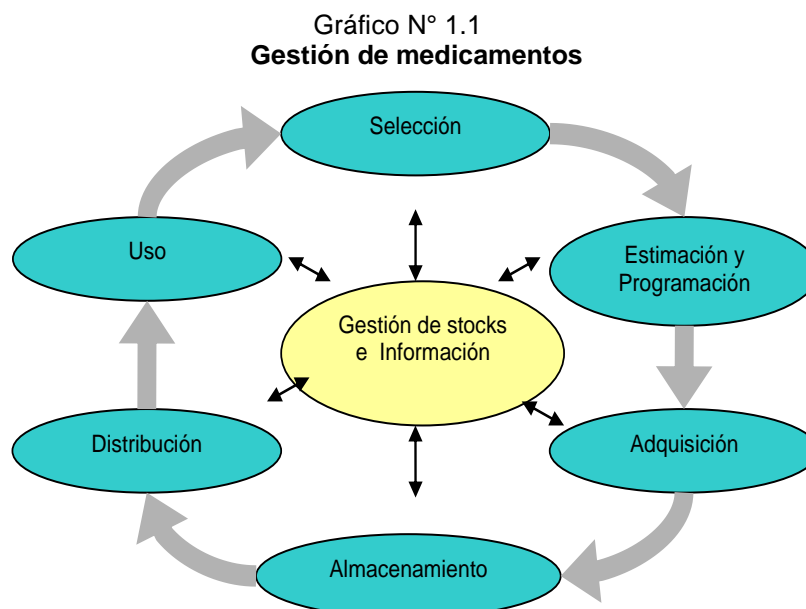 Gráfico N° 1.1
Gestión de medicamentos
Selección
Uso
Estimación y
Programación
Gestión de stocks
e Información
Distribución
Adquisición
Almacenamiento